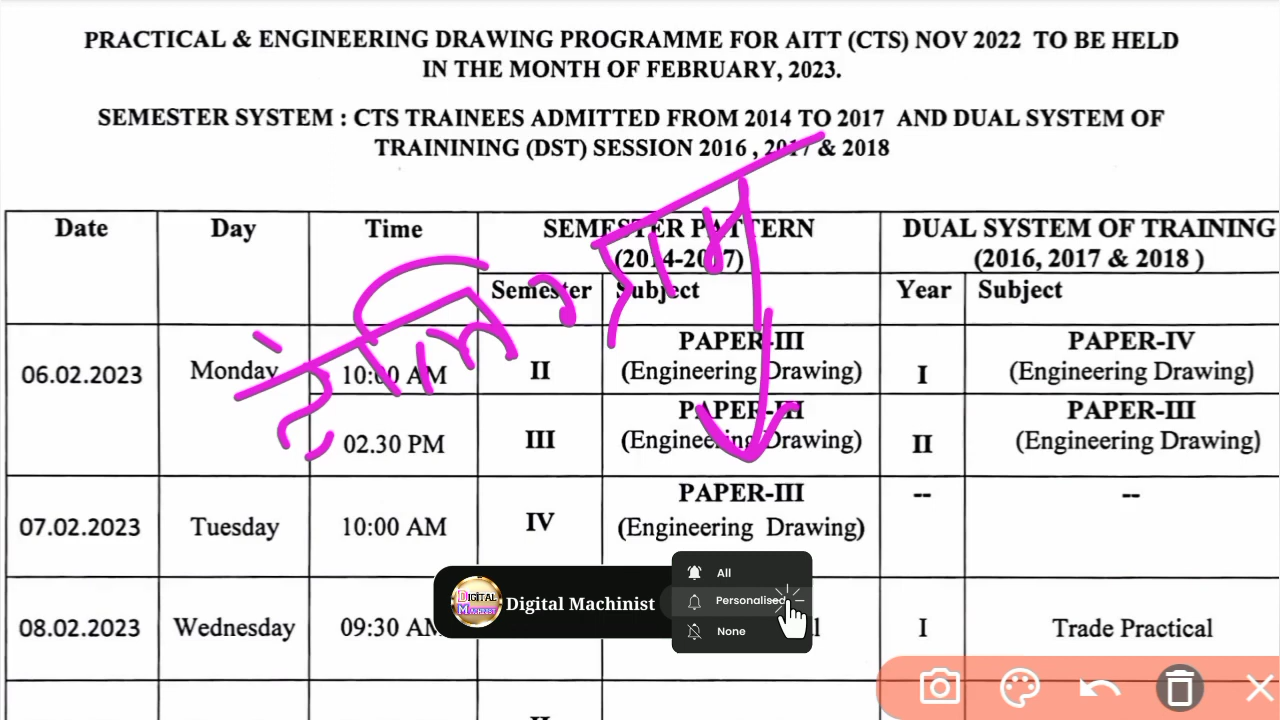 PRACTICAL & ENGINEERING DRAWING PROGRAMME FOR AITT (CTS) NOV 2022 TO BE HELD
IN THE MONTH OF FEBRUARY, 2023.
SEMESTER SYSTEM : CTS TRAINEES ADMITTED FROM 2014 TO 2017 AND DUAL SYSTEM OF
TRAINIING (DST) SESSION 2016 , 2017 & 2018
Date Day Time SEMESTER PATTERN DUAL SYSTEM OF TRAINING
(2014-2017) (2016, 2017 & 2018 )
Semester Subject Year Subject
06.02.2023 Monday 10:00 AM II PAPER-III I PAPER-IV
(Engineering Drawing) (Engineering Drawing)
02.30 PM III PAPER-III II PAPER-III
(Engineering Drawing) (Engineering Drawing)
07.02.2023 Tuesday 10:00 AM IV PAPER-III -- --
(Engineering Drawing)
08.02.2023 Wednesday 09:30 AM I Trade Practical
II
DIGITAL MACHINIST
Digital Machinist
All
Personalised
None